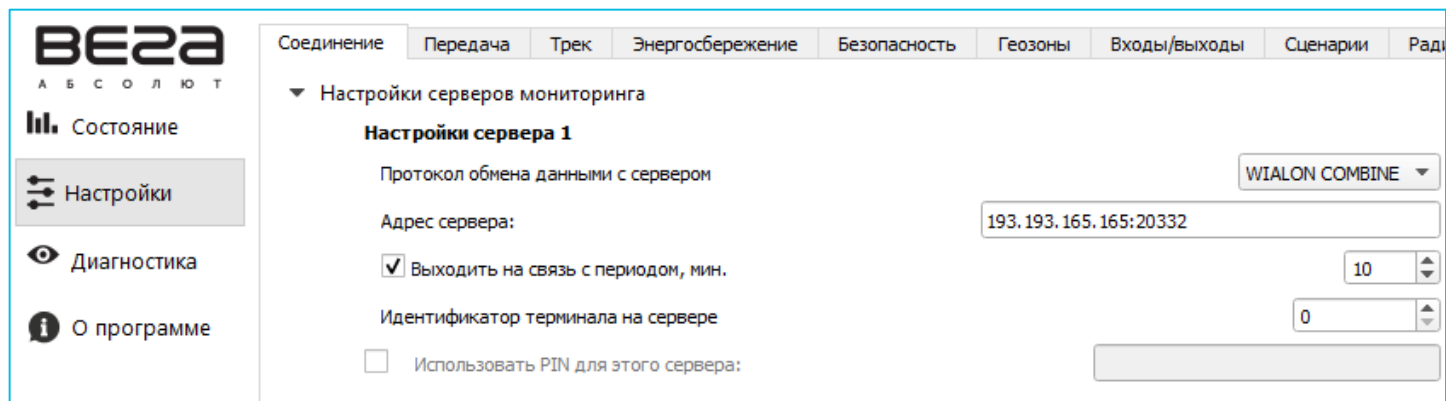 ВЕГА
АБСОЛЮТ
Состояние
Настройки
Диагностика
О программе
Соединение Передача Трек Энергосбережение Безопасность Геозоны Входы/выходы Сценарии
Настройки серверов мониторинга
Настройки сервера 1
Протокол обмена данными с сервером WIALON COMBINE
Адрес сервера: 193.193.165.165:20332
Выходить на связь с периодом, мин. 10
Идентификатор терминала на сервере 0
Использовать PIN для этого сервера: